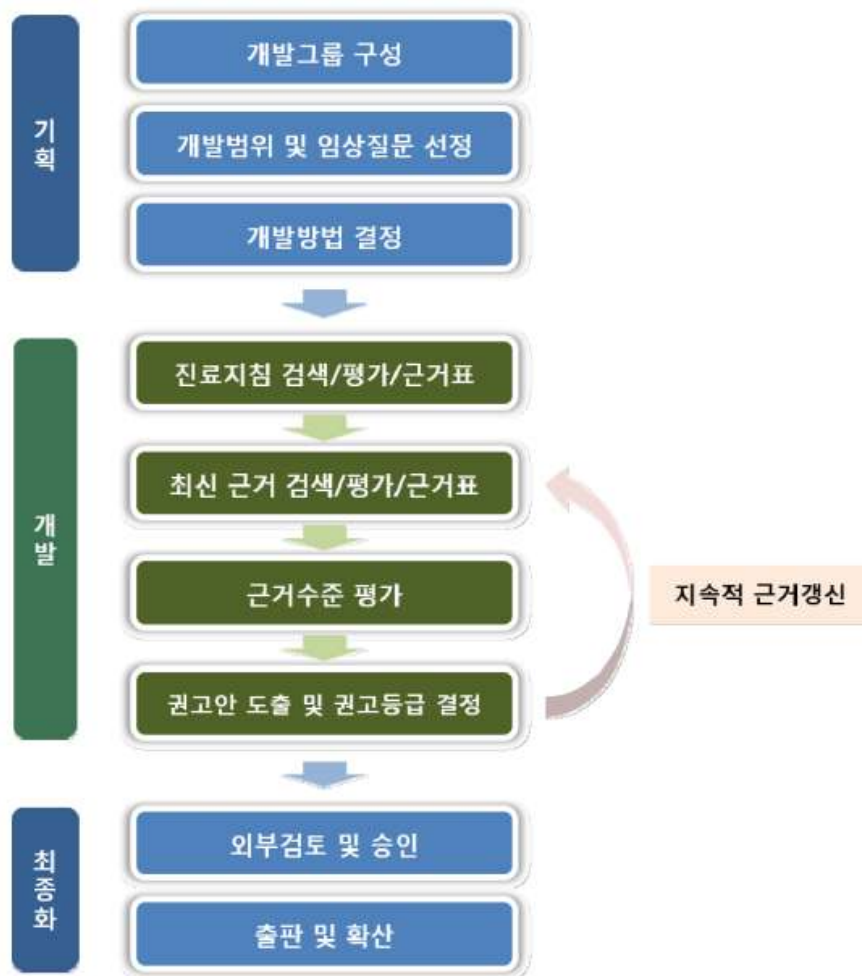 기획
개발그룹 구성
개발범위 및 임상질문 선정
개발방법 결정
개발
진료지침 검색/평가/근거표
최신 근거 검색/평가/근거표
근거수준 평가
권고안 도출 및 권고등급 결정
지속적 근거갱신
최종화
외부검토 및 승인
출판 및 확산